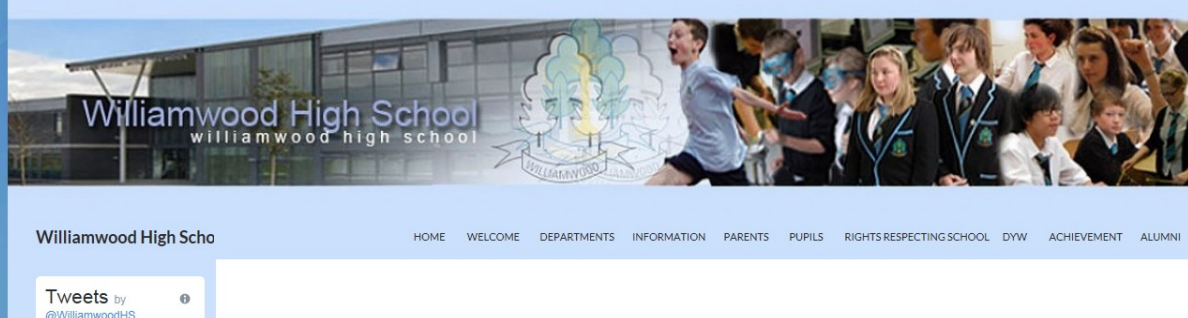 Williamwood High School
williamwood high school
WILLIAMWOOD
Williamwood High Scho
HOME WELCOME DEPARTMENTS INFORMATION PARENTS PUPILS RIGHTS RESPECTING SCHOOL DYW ACHIEVEMENT ALUMNI
Tweets by
@WilliamwoodHS